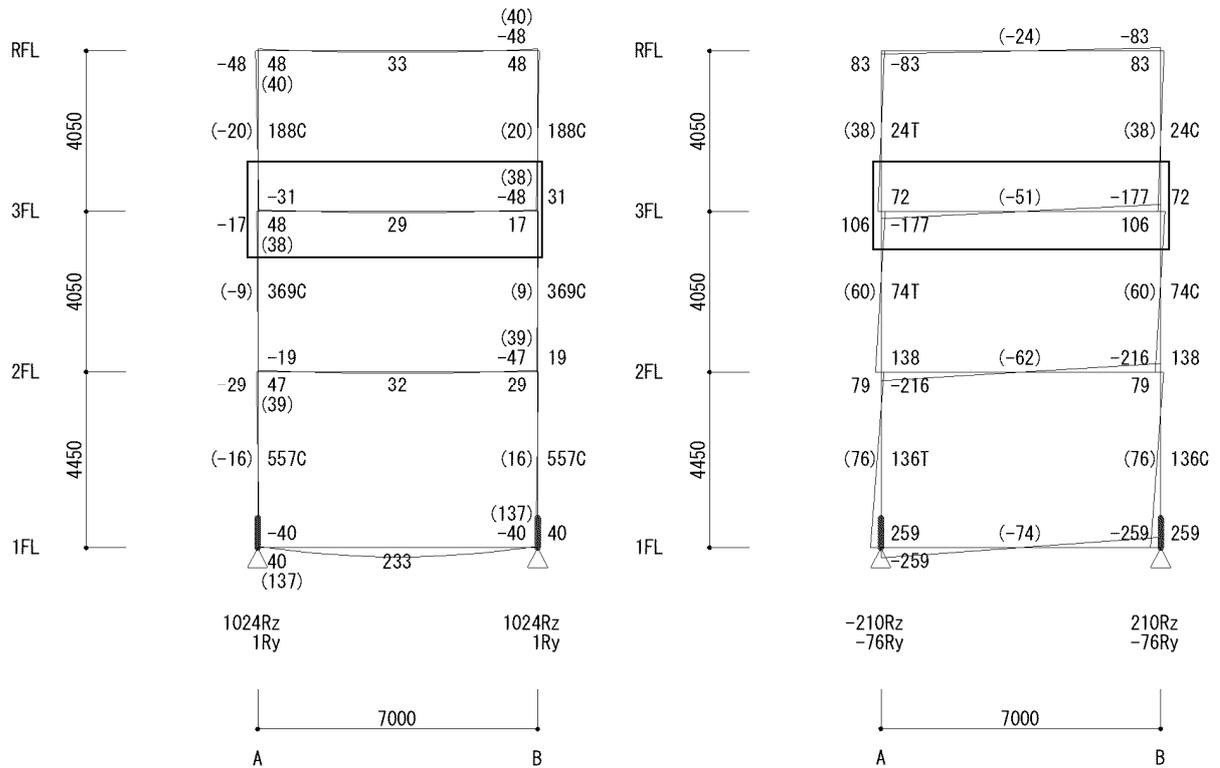 (40) -48
RFL -48 48 33 48
(40)
4050 (-20) 188C (20) 188C
(38)
-31 -48 31
3FL -17 48 29 17
(38)
4050 (-9) 369C (9) 369C
(39)
-19 -47 19
2FL -29 47 32 29
(39)
4450 (-16) 557C (16) 557C
(137)
-40 -40 40
1FL 40 233
(137)
1024Rz 1024Rz
1Ry 1Ry
7000
A B
(-24) -83
RFL 83 -83 83
4050 (38) 24T (38) 24C
72 (-51) -177 72
3FL 106 -177 106
4050 (60) 74T (60) 74C
138 (-62) -216 138
2FL 79 -216 79
4450 (76) 136T (76) 136C
259 (-74) -259 259
1FL -259
-210Rz 210Rz
-76Ry -76Ry
7000
A B